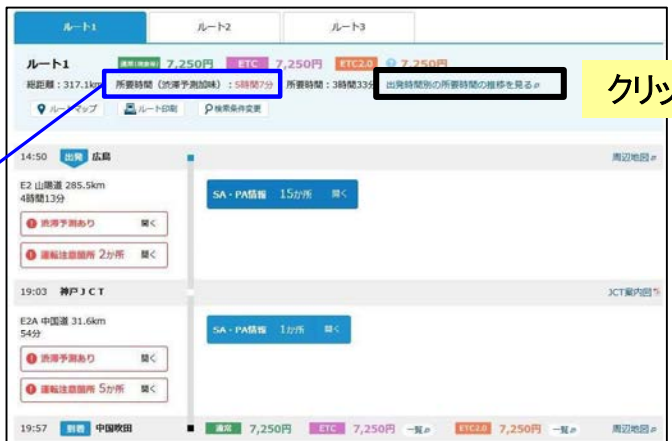 ルート1
ルート2
ルート3
ルート1 通常(現金等) 7,250円 ETC 7,250円 ETC2.0 7,250円
総距離：317.1km 所要時間（渋滞予測加味）：5時間7分 所要時間：3時間33分 出発時間別の所要時間の推移を見る
ルートマップ ルート印刷 検索条件変更
クリッ
14:50 出発 広島 周辺地図
E2 山陽道 285.5km
4時間13分
SA・PA情報 15か所 開く
渋滞予測あり 開く
運転注意箇所 2か所 開く
19:03 神戸JCT JCT案内図
E2A 中国道 31.6km
54分
SA・PA情報 1か所 開く
渋滞予測あり 開く
運転注意箇所 5か所 開く
19:57 到着 中国吹田 通常 7,250円 ETC 7,250円 一覧 ETC2.0 7,250円 一覧 周辺地図